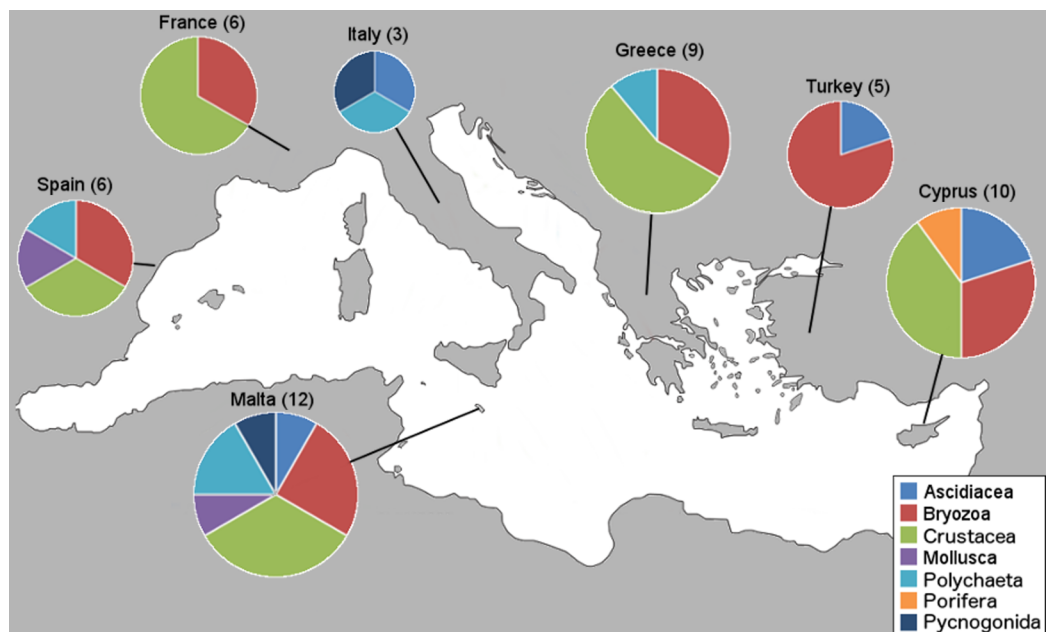 France (6)
Italy (3)
Greece (9)
Turkey (5)
Spain (6)
Cyprus (10)
Malta (12)
Ascidiacea
Bryozoa
Crustacea
Mollusca
Polychaeta
Porifera
Pycnogonida